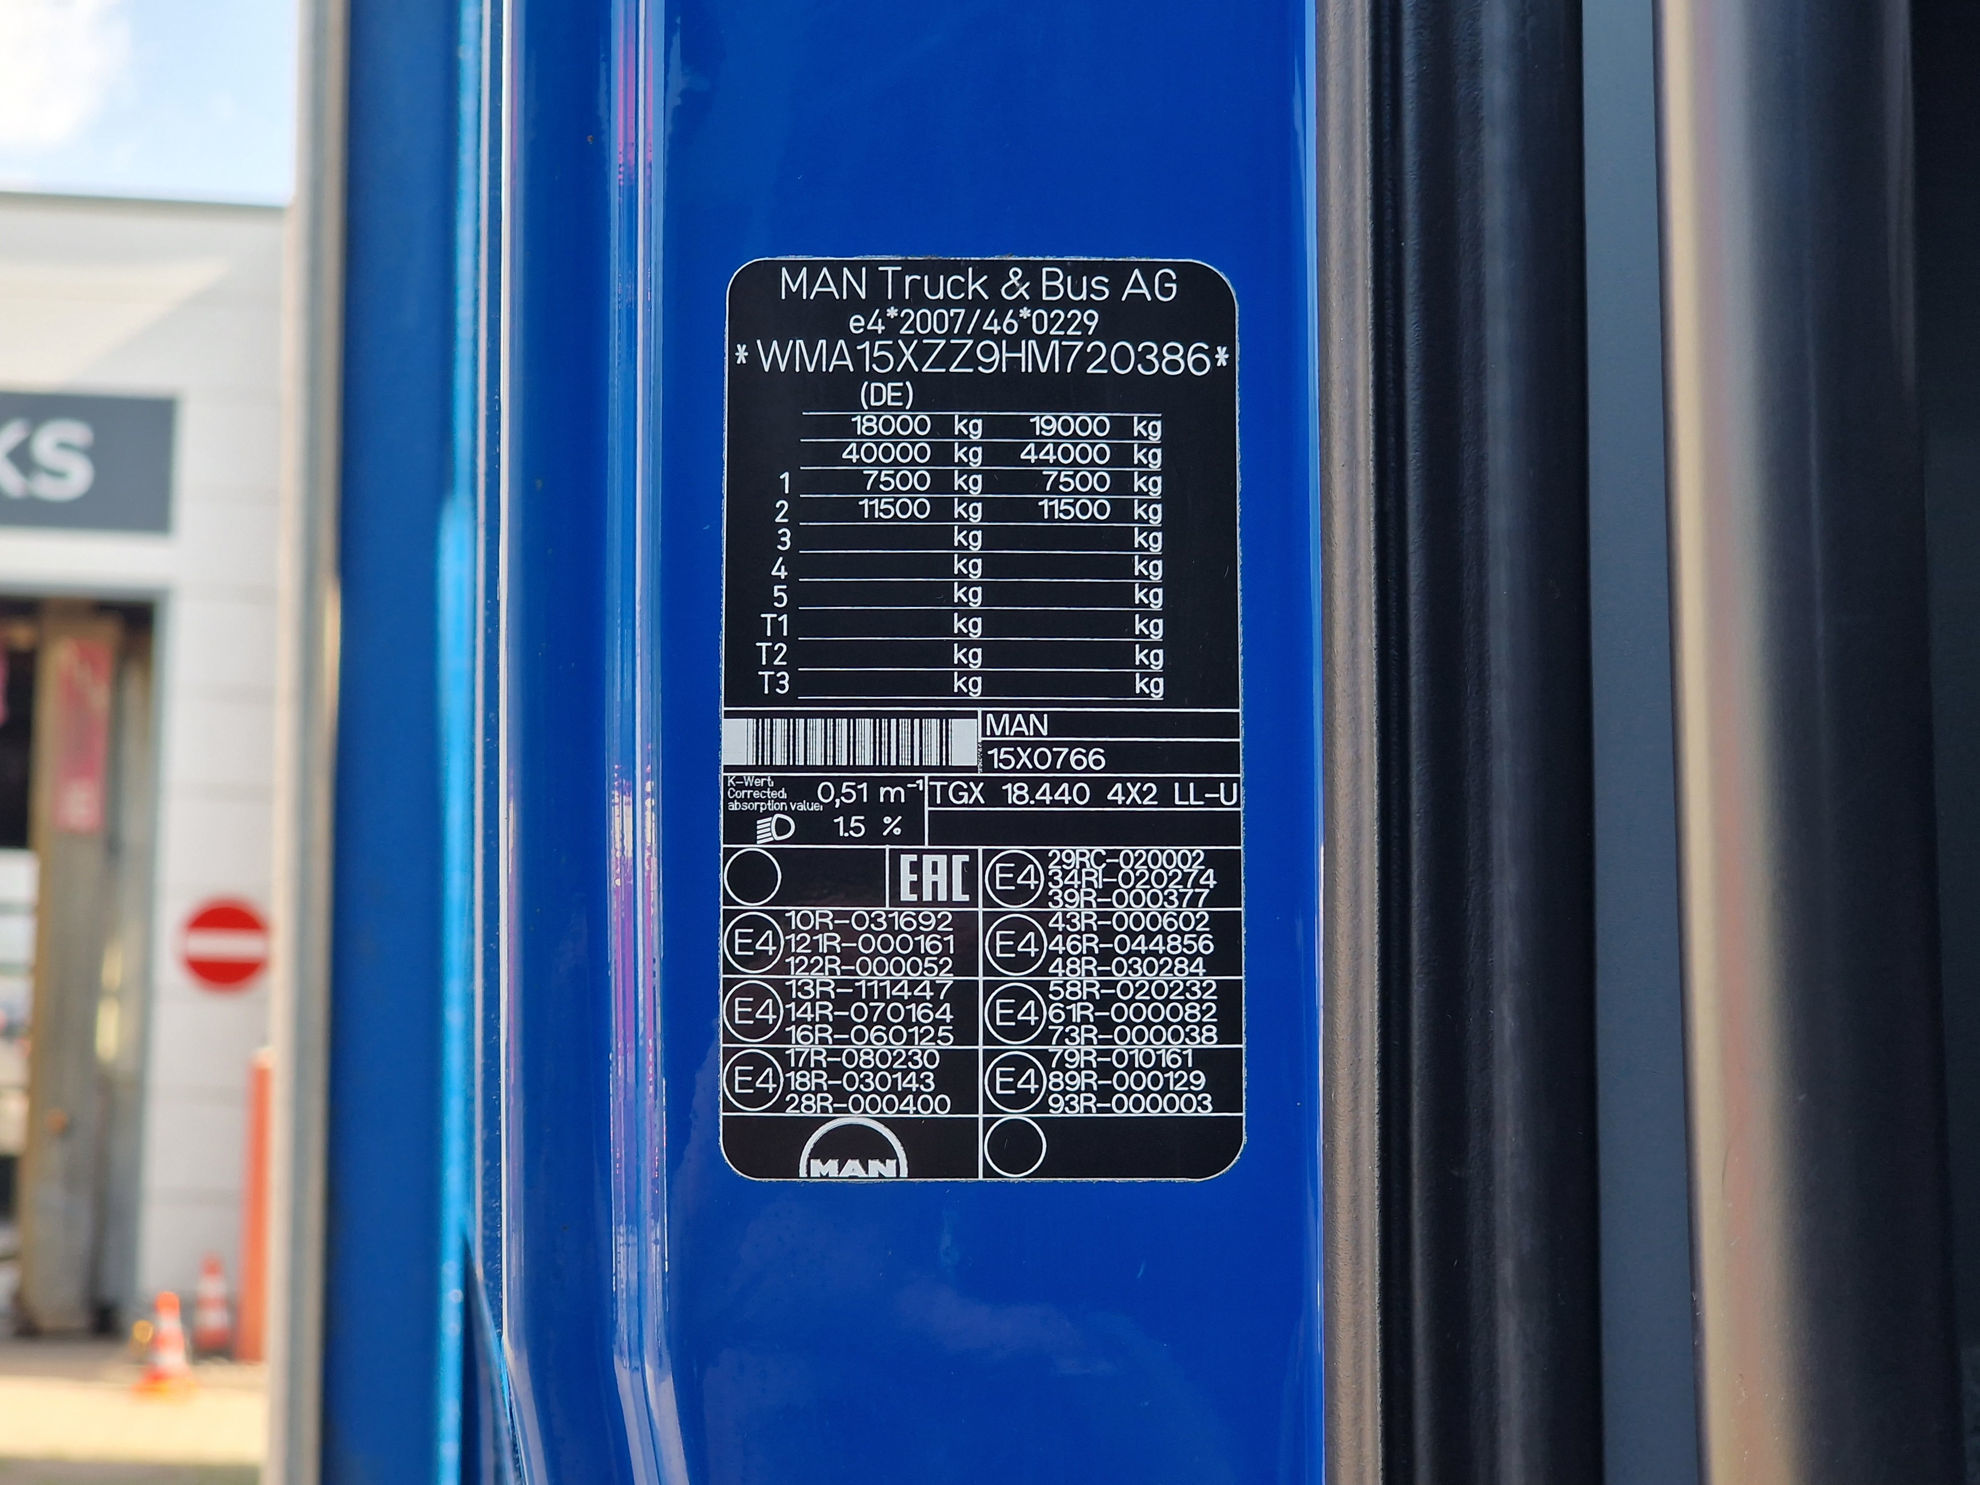 KS
MAN Truck & Bus AG
e4*2007/46*0229
*WMA15XZZ9HM720386*
(DE)
18000 kg 19000 kg
40000 kg 44000 kg
1 7500 kg 7500 kg
2 11500 kg 11500 kg
3 kg kg
4 kg kg
5 kg kg
T1 kg kg
T2 kg kg
T3 kg kg
MAN
15X0766
K-Wert:
Corrected:
absorption value:
0,51 m⁻¹
TGX 18.440 4X2 LL-U
1.5 %
EAC
E4
29RC-020002
34RI-020274
39R-000377
E4
10R-031692
121R-000161
122R-000052
E4
43R-000602
46R-044856
48R-030284
E4
13R-111447
14R-070164
16R-060125
E4
58R-020232
61R-000082
73R-000038
E4
17R-080230
18R-030143
28R-000400
E4
79R-010161
89R-000129
93R-000003
MAN